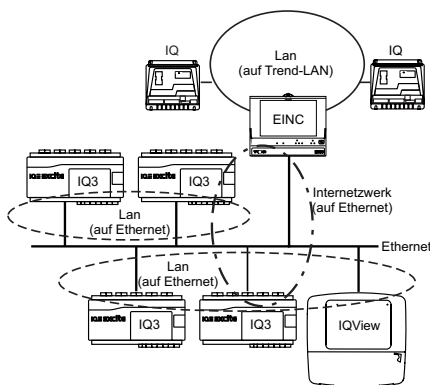 IQ
Lan
(auf Trend-LAN)
IQ
EINC
IQ3
IQ3
Internetzwerk
(auf Ethernet)
Lan
(auf Ethernet)
Ethernet
Lan
(auf Ethernet)
IQ3
IQ3
IQView